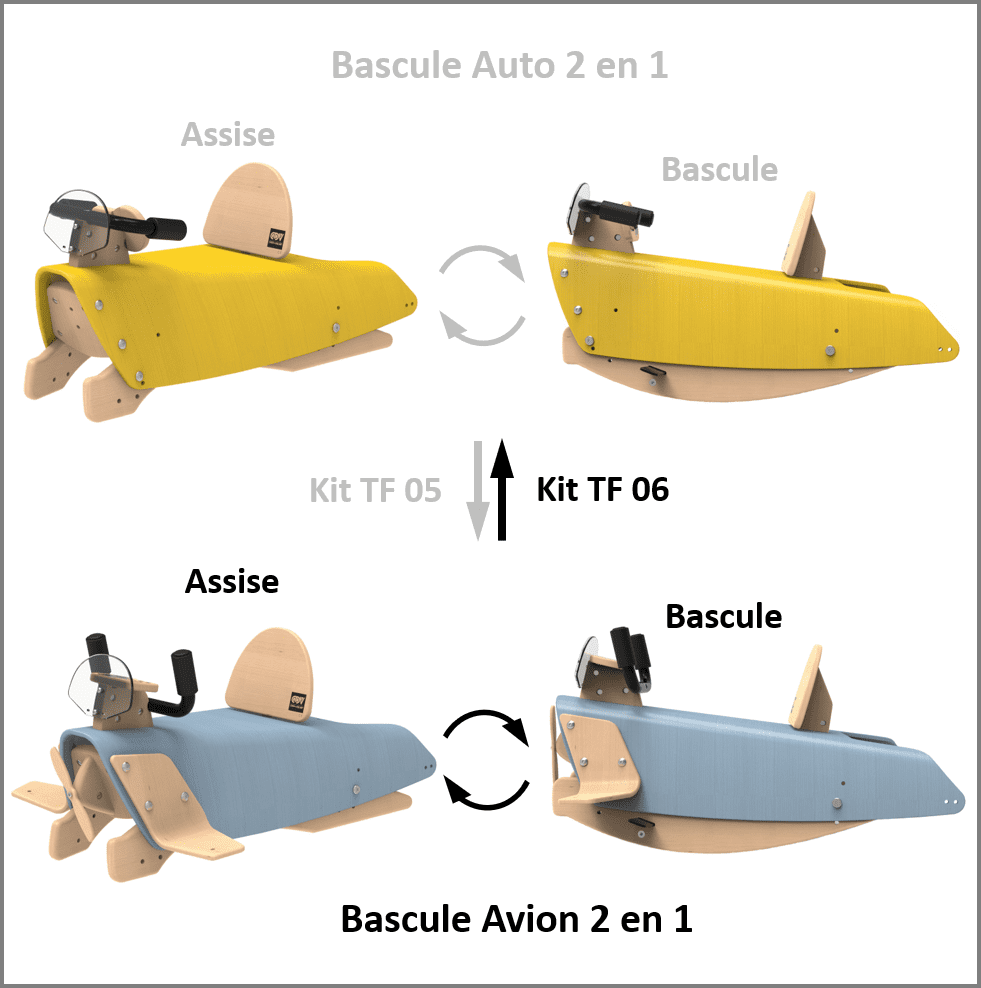 Bascule Auto 2 en 1
Assise
Bascule
Kit TF 05
Kit TF 06
Assise
Bascule
Bascule Avion 2 en 1